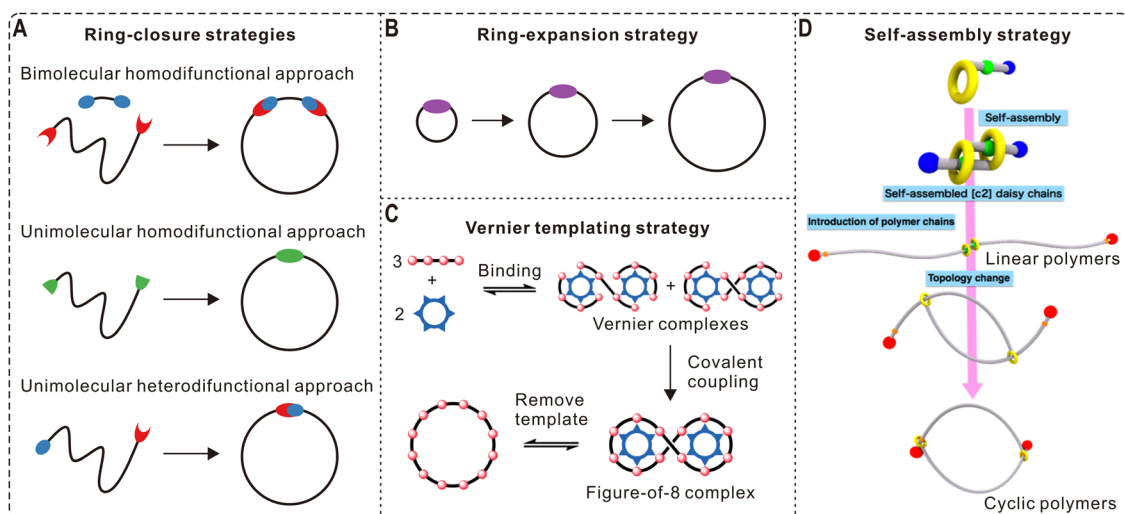 A
Ring-closure strategies
Bimolecular homodifunctional approach
Unimolecular homodifunctional approach
Unimolecular heterodifunctional approach
B
Ring-expansion strategy
C
Vernier templating strategy
3
+
2
Binding
+
Vernier complexes
Covalent
coupling
Remove
template
Figure-of-8 complex
D
Self-assembly strategy
Self-assembly
Self-assembled [c2] daisy chains
Introduction of polymer chains
Linear polymers
Topology change
Cyclic polymers